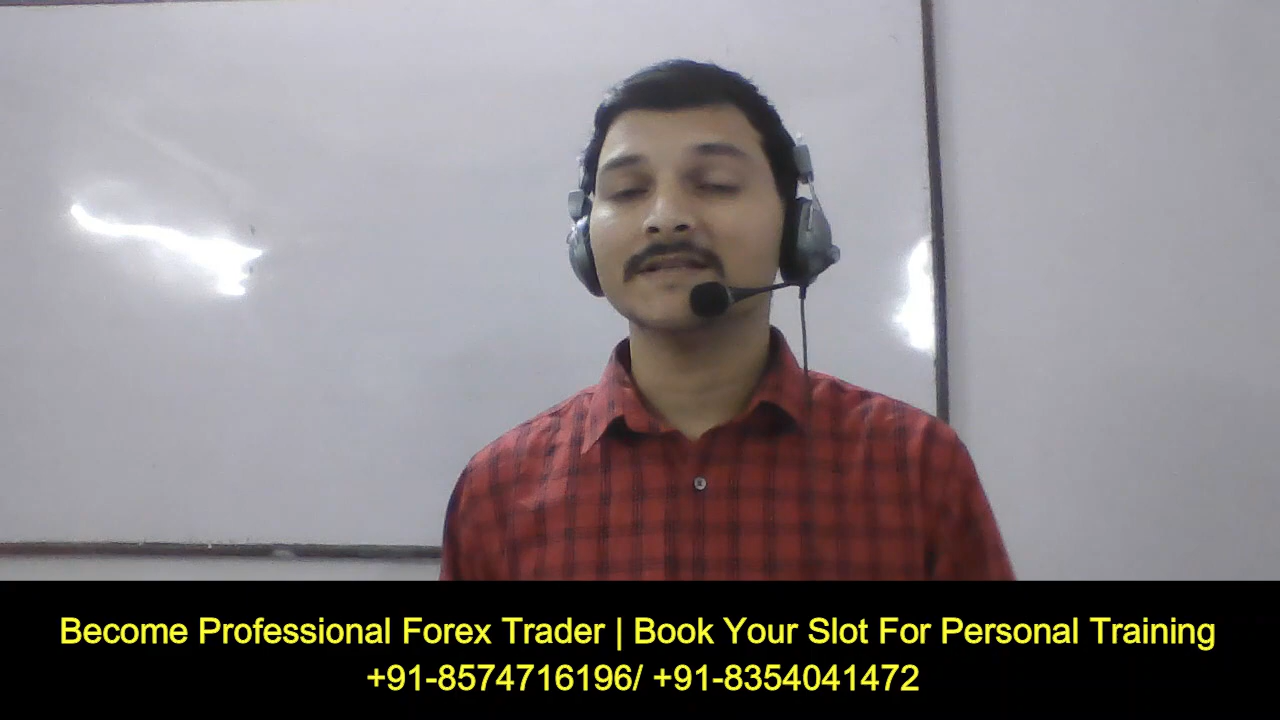 Become Professional Forex Trader | Book Your Slot For Personal Training
+91-8574716196/ +91-8354041472